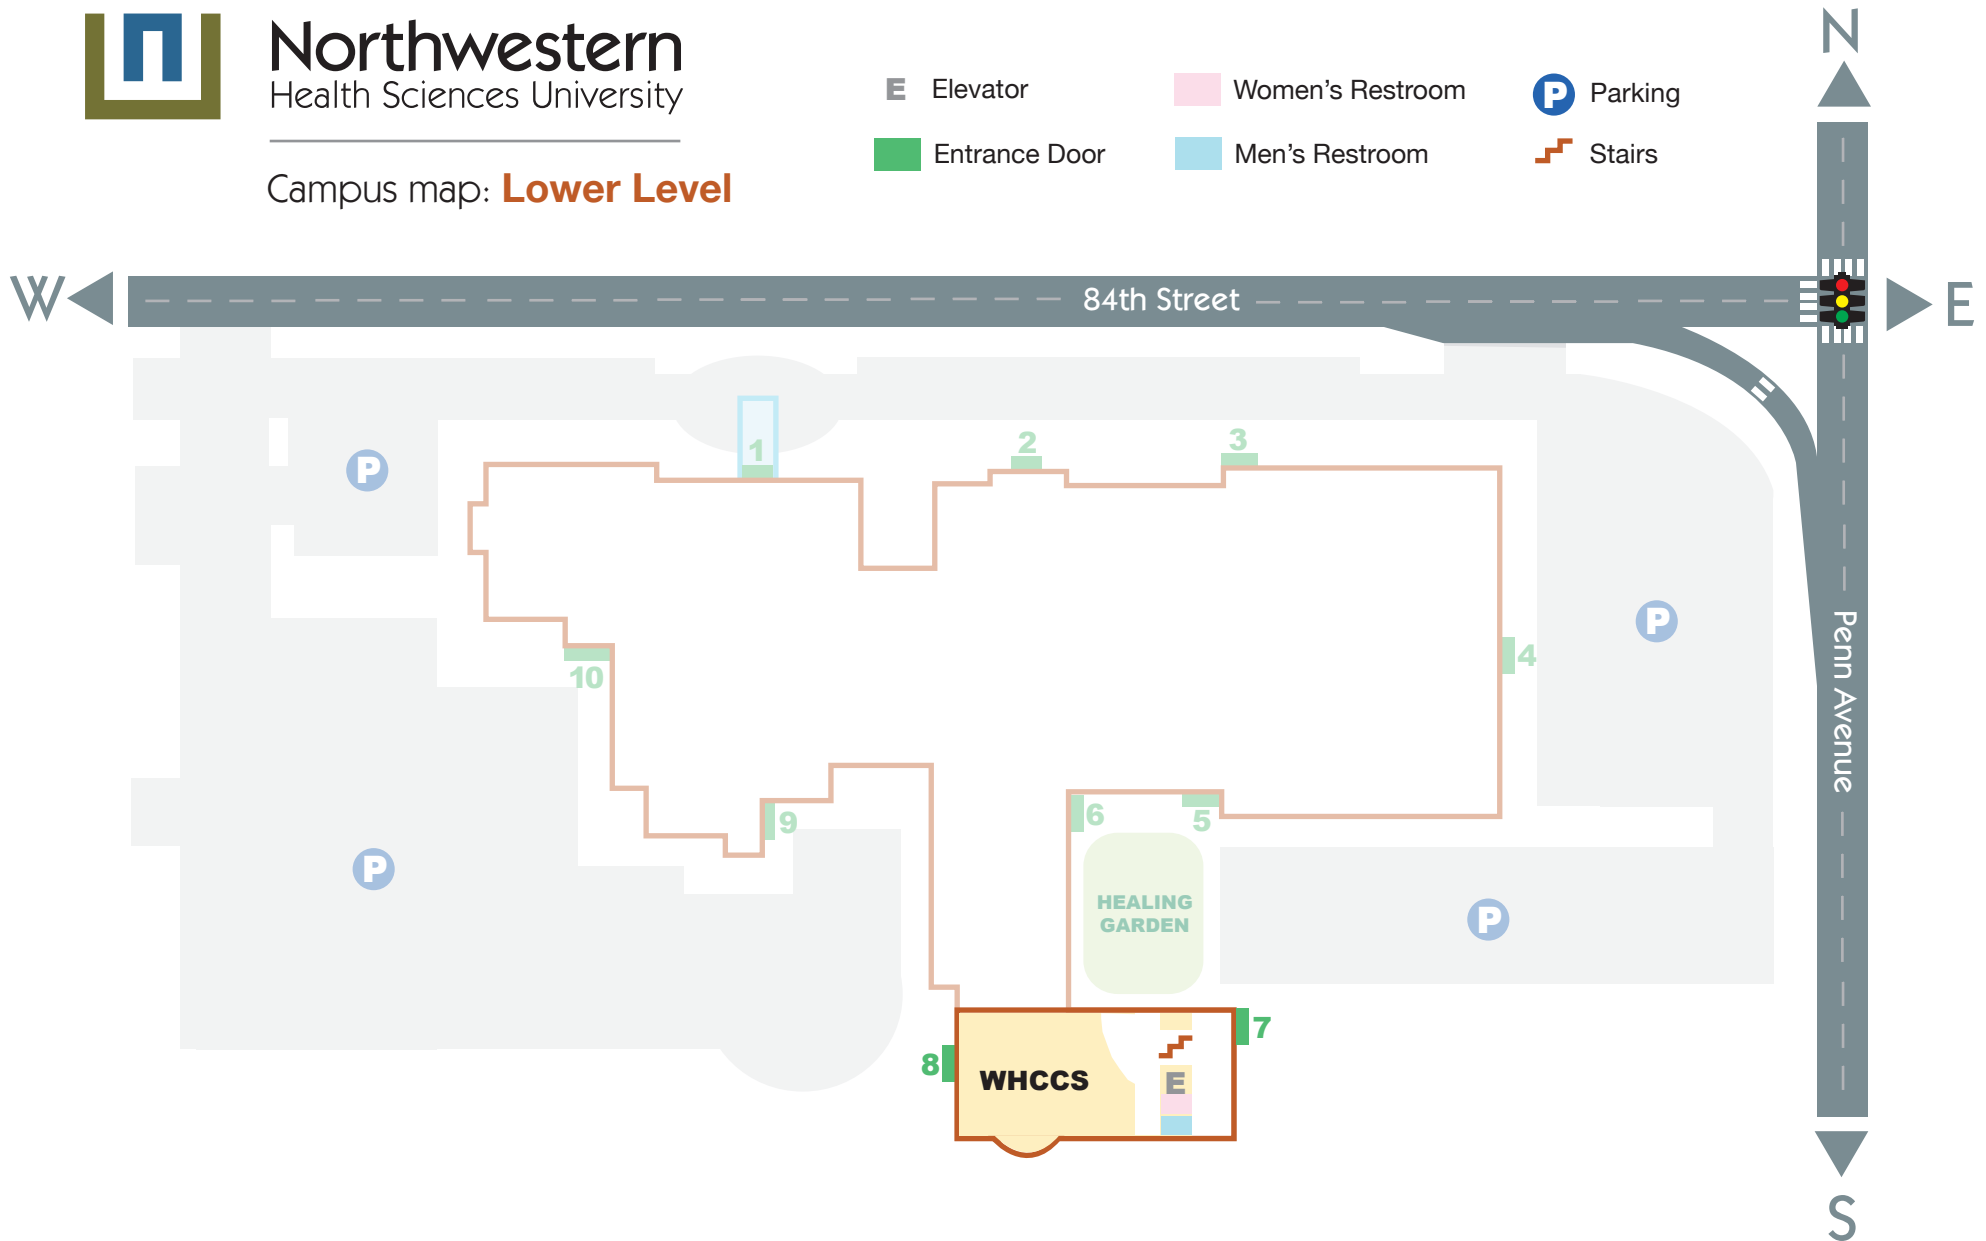 Northwestern
Health Sciences University
Campus map: Lower Level
E Elevator
Entrance Door
Women's Restroom
Men's Restroom
P Parking
Stairs
N
W
84th Street
E
1
2
3
P
P
4
10
Penn Avenue
9
6
5
P
HEALING
GARDEN
P
7
8
WHCCS
E
S